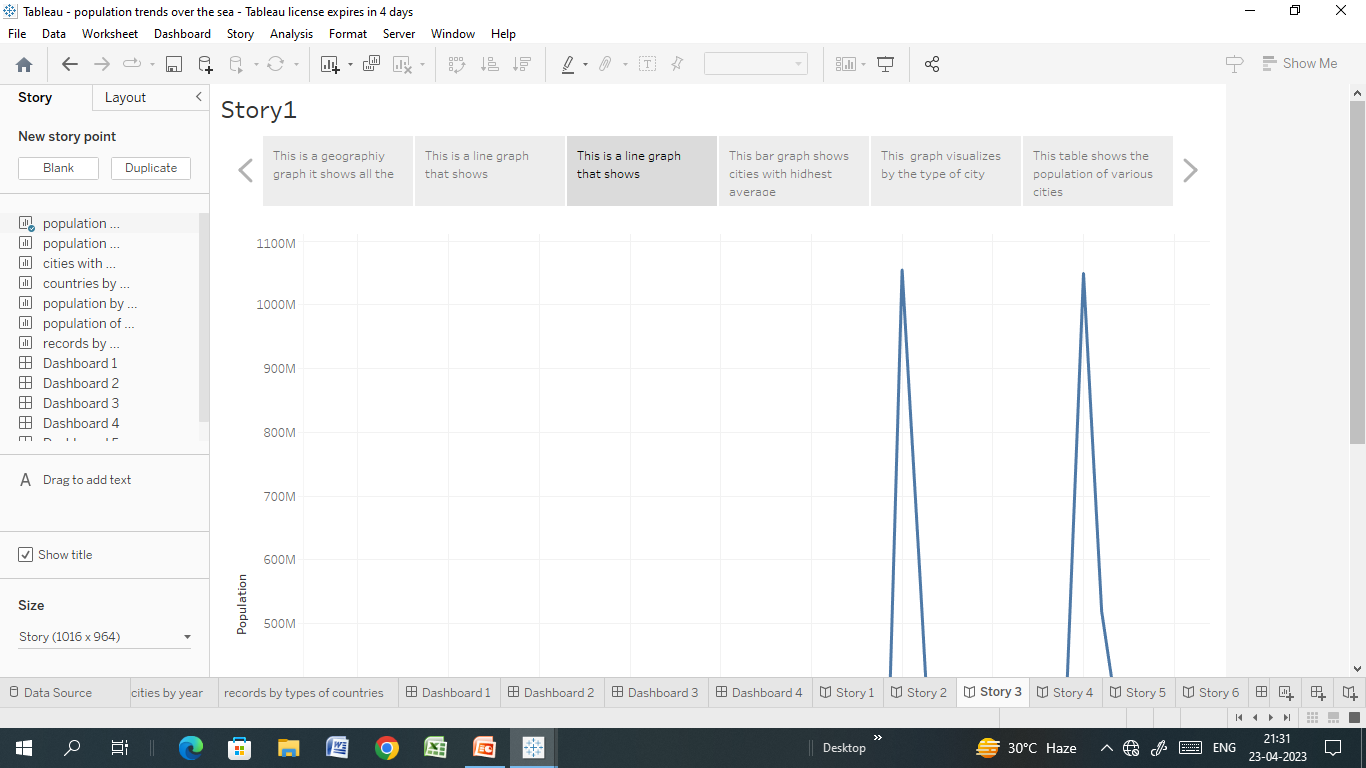 Tableau - population trends over the sea - Tableau license expires in 4 days
File Data Worksheet Dashboard Story Analysis Format Server Window Help
Show Me
Story Layout
New story point
Blank Duplicate
population ...
population ...
cities with ...
countries by ...
population by ...
population of ...
records by ...
Dashboard 1
Dashboard 2
Dashboard 3
Dashboard 4
A Drag to add text
Show title
Size
Story (1016 x 964)
Story1
This is a geographiy
graph it shows all the
This is a line graph
that shows
This is a line graph
that shows
This bar graph shows
cities with hidhest
average
This graph visualizes
by the type of city
This table shows the
population of various
cities
1100M
1000M
900M
800M
700M
600M
500M
Population
Data Source cities by year records by types of countries Dashboard 1 Dashboard 2 Dashboard 3 Dashboard 4 Story 1 Story 2 Story 3 Story 4 Story 5 Story 6
Desktop 30°C Haze ENG
21:31
23-04-2023